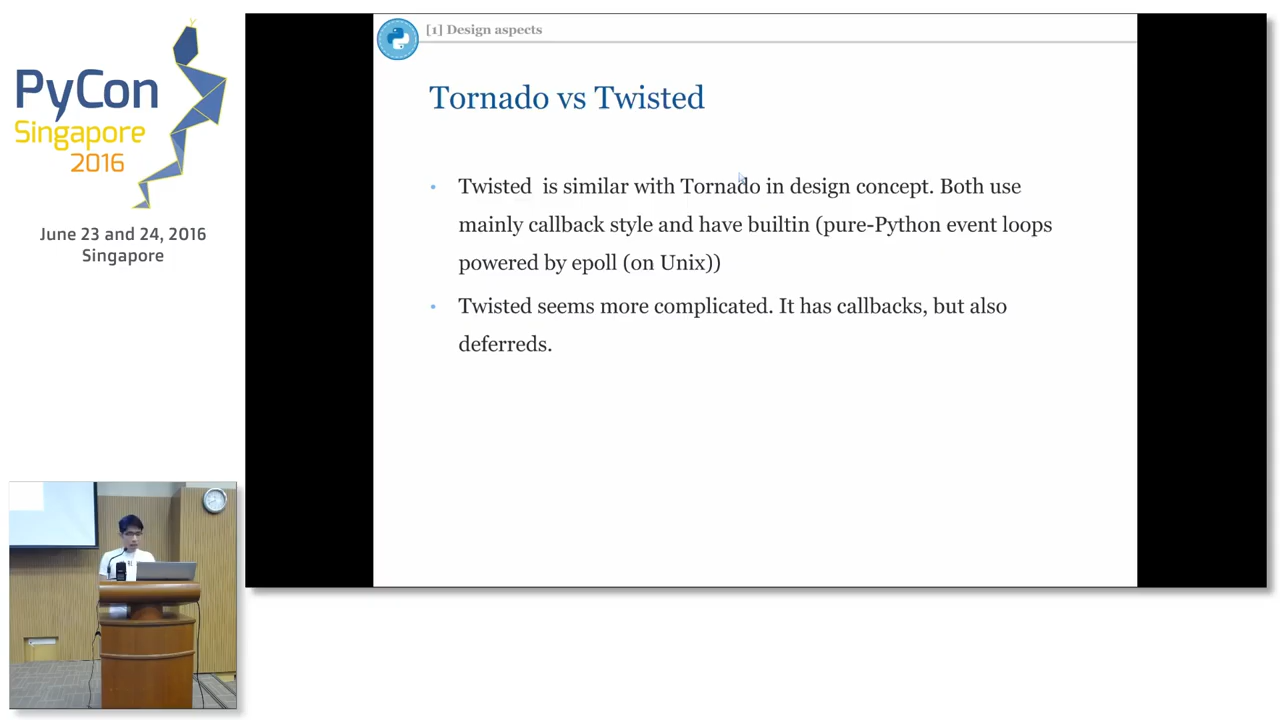 PyCon
Singapore
2016
June 23 and 24, 2016
Singapore
[1] Design aspects
Tornado vs Twisted
• Twisted  is similar with Tornado in design concept. Both use
mainly callback style and have builtin (pure-Python event loops
powered by epoll (on Unix))
• Twisted seems more complicated. It has callbacks, but also
deferreds.